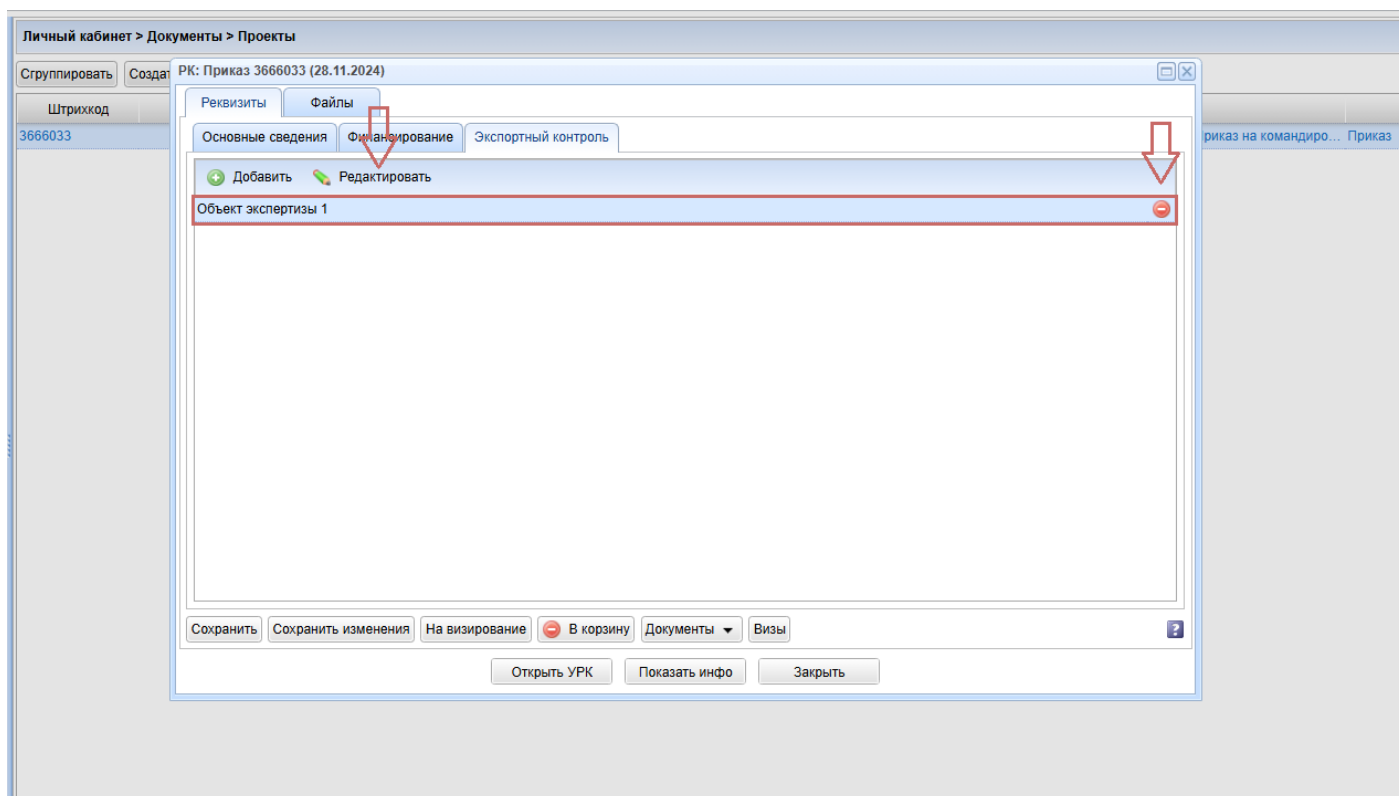 Личный кабинет > Документы > Проекты
Сгруппировать Создат
РК: Приказ 3666033 (28.11.2024)
Штрихкод
Реквизиты Файлы
3666033
Основные сведения Финансирование Экспортный контроль
риказ на командиро... Приказ
Добавить Редактировать
Объект экспертизы 1
Сохранить Сохранить изменения На визирование В корзину Документы Визы ?
Открыть УРК Показать инфо Закрыть